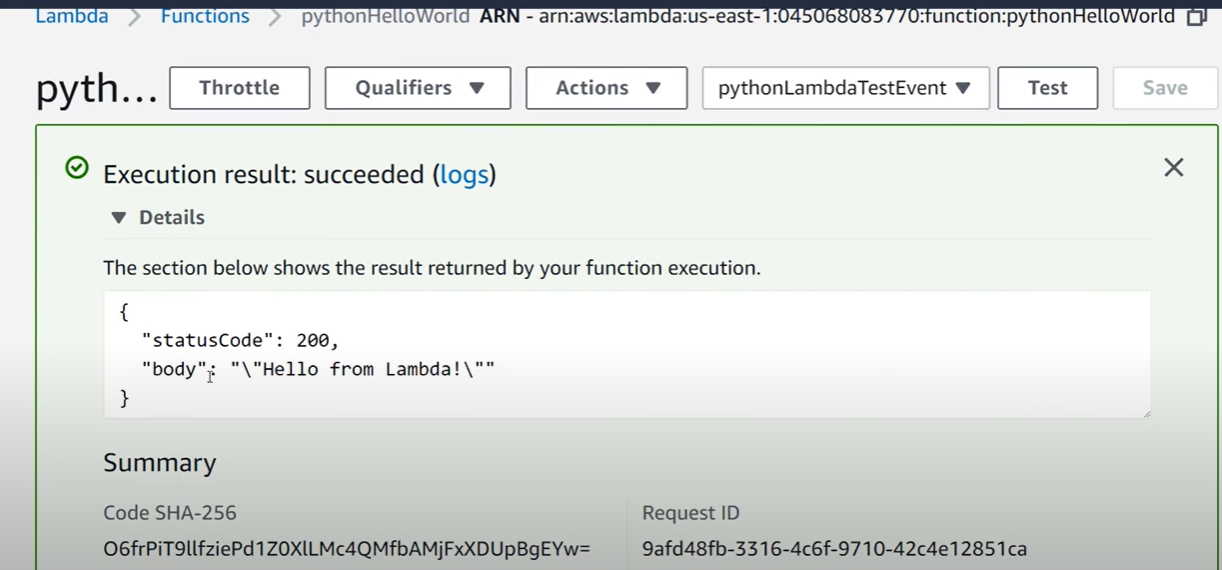 Lambda > Functions > pythonHelloWorld ARN - arn:aws:lambda:us-east-1:045068083770:function:pythonHelloWorld
pyth... Throttle Qualifiers Actions pythonLambdaTestEvent Test Save
Execution result: succeeded (logs)
Details
The section below shows the result returned by your function execution.
{
"statusCode": 200,
"body": "\"Hello from Lambda!\""
}
Summary
Code SHA-256 Request ID
O6frPiT9llfziePd1Z0XlLMc4QMfbAMjFxXDUpBgEYw= 9afd48fb-3316-4c6f-9710-42c4e12851ca